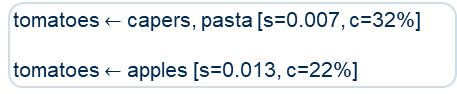 tomatoes ← capers, pasta [s=0.007, c=32%]
tomatoes ← apples [s=0.013, c=22%]